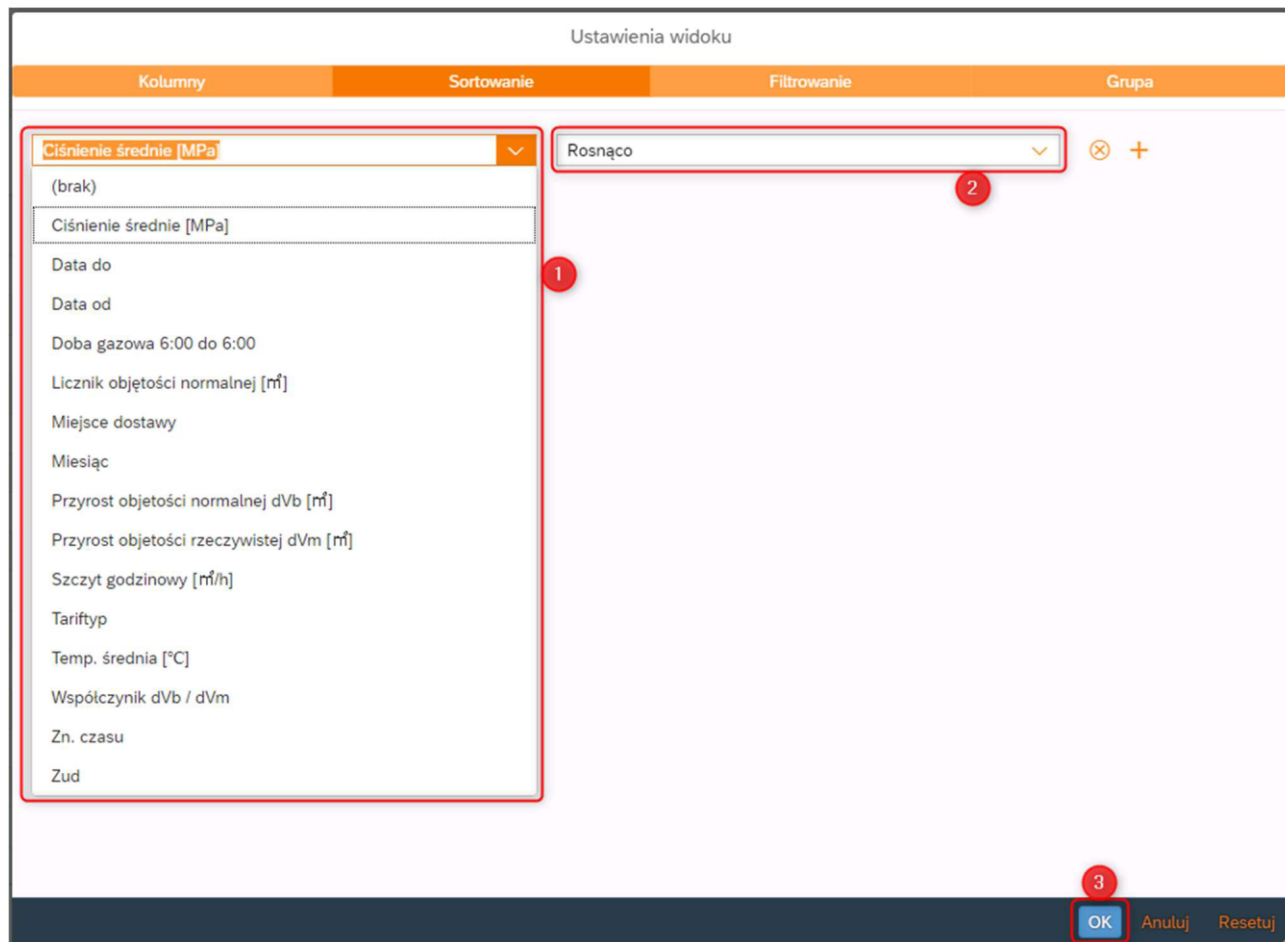 Ustawienia widoku
Kolumny Sortowanie Filtrowanie Grupa
Ciśnienie średnie [MPa] Rosnąco
(brak)
2
Ciśnienie średnie [MPa]
Data do
1
Data od
Doba gazowa 6:00 do 6:00
Licznik objętości normalnej [㎥]
Miejsce dostawy
Miesiąc
Przyrost objetości normalnej dVb [㎥]
Przyrost objetości rzeczywistej dVm [㎥]
Szczyt godzinowy [㎥/h]
Tariftyp
Temp. średnia [°C]
Współczynik dVb / dVm
Zn. czasu
Zud
3
OK Anuluj Resetuj